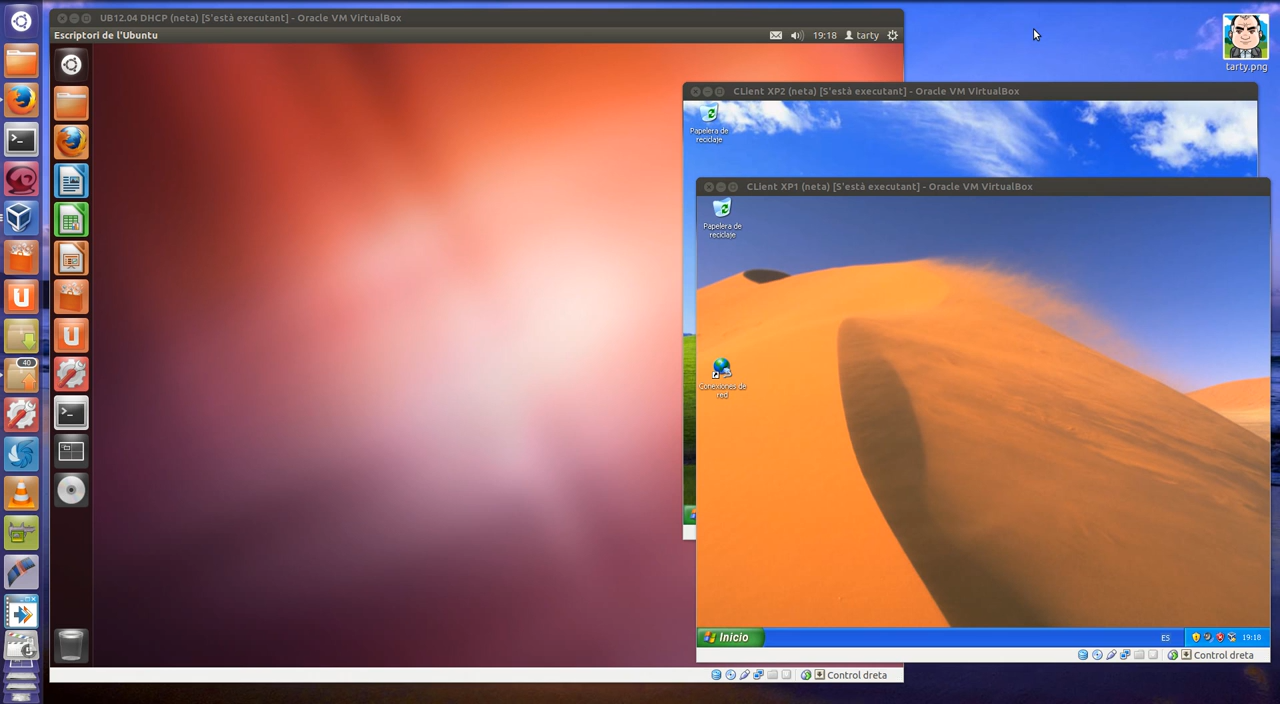 UB12.04 DHCP (neta) [S'està executant] - Oracle VM VirtualBox
Escriptori de l'Ubuntu
19:18
tarty
tarty.png
CLient XP2 (neta) [S'està executant] - Oracle VM VirtualBox
Papelera de
reciclaje
CLient XP1 (neta) [S'està executant] - Oracle VM VirtualBox
Papelera de
reciclaje
Conexiones de
red
40
Inicio
ES
19:18
Control dreta
Control dreta